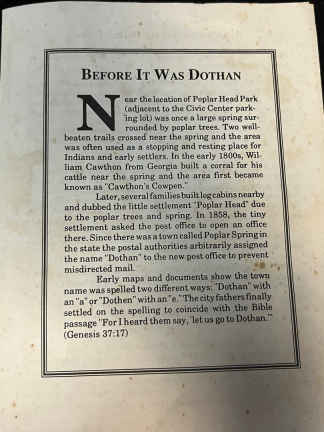 BEFORE IT WAS DOTHAN
Near the location of Poplar Head Park
(adjacent to the Civic Center park-
ing lot) was once a large spring sur-
rounded by poplar trees. Two well-
beaten trails crossed near the spring and the area
was often used as a stopping and resting place for
Indians and early settlers. In the early 1800s, Wil-
liam Cawthon from Georgia built a corral for his
cattle near the spring and the area first became
known as "Cawthon's Cowpen."
Later, several families built log cabins nearby
and dubbed the little settlement "Poplar Head" due
to the poplar trees and spring. In 1858, the tiny
settlement asked the post office to open an office
there. Since there was a town called Poplar Spring in
the state the postal authorities arbitrarily assigned
the name "Dothan" to the new post office to prevent
misdirected mail.
Early maps and documents show the town
name was spelled two different ways: "Dothan" with
an "a" or "Dothen" with an "e." The city fathers finally
settled on the spelling to coincide with the Bible
passage "For I heard them say, 'let us go to Dothan.'"
(Genesis 37:17)